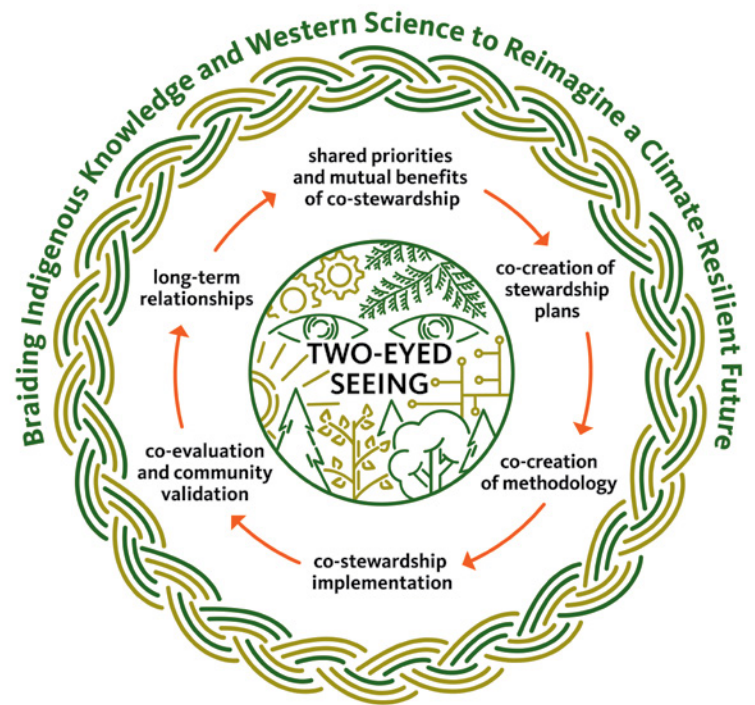 Braiding Indigenous Knowledge and Western Science to Reimagine a Climate-Resilient Future
shared priorities
and mutual benefits
of co-stewardship
co-creation of
stewardship
plans
co-creation
of methodology
co-stewardship
implementation
co-evaluation
and community
validation
long-term
relationships
TWO-EYED
SEEING